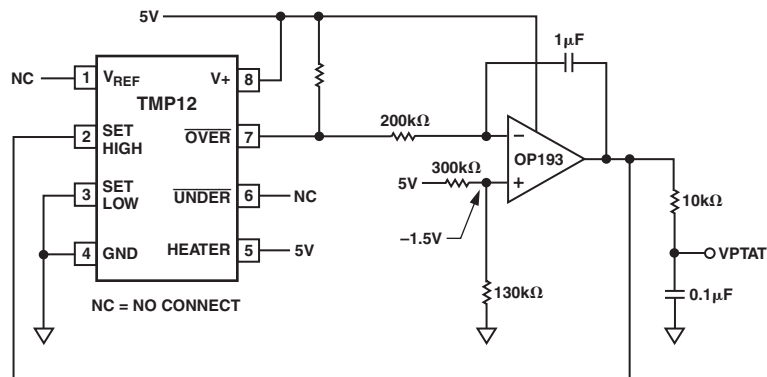 5V
1µF
NC
1
VREF
V+
8
TMP12
200kΩ
2
SET
HIGH
OVER
7
OP193
−
+
300kΩ
5V
10kΩ
3
SET
LOW
UNDER
6
NC
–1.5V
VPTAT
4
GND
HEATER
5
5V
130kΩ
0.1µF
NC = NO CONNECT